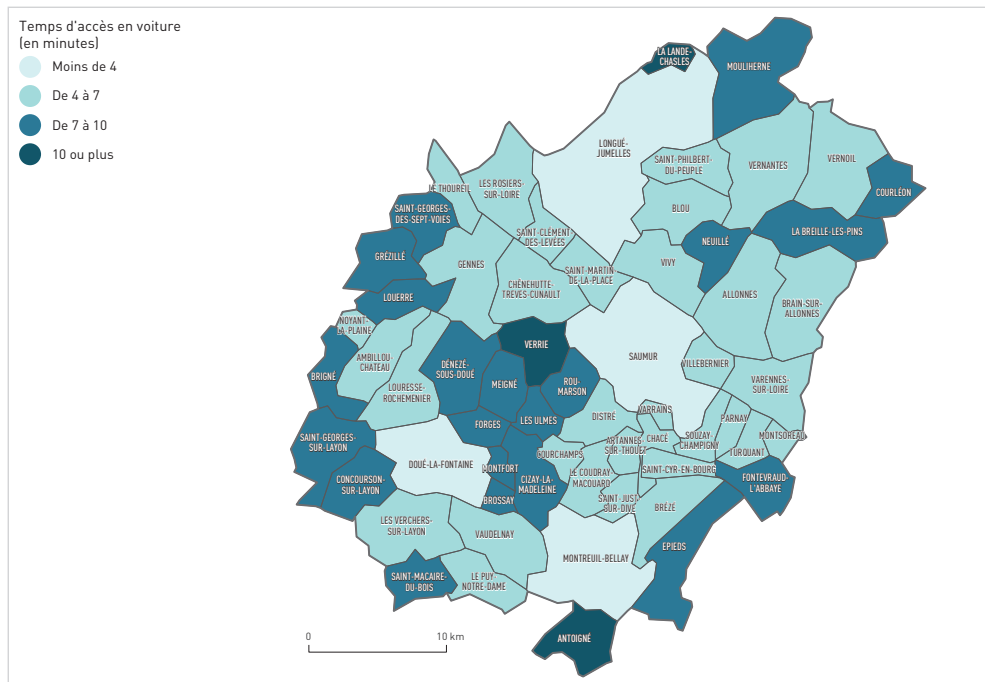 Temps d'accès en voiture
(en minutes)
Moins de 4
De 4 à 7
De 7 à 10
10 ou plus
LA LANDE-
CHASLES
MOULIHERNE
LONGUÉ-
JUMELLES
SAINT-PHILBERT-
DU-PEUPLE
VERNANTES
VERNOIL
COURLÉON
LE THOUREIL
LES ROSIERS-
SUR-LOIRE
SAINT-GEORGES-
DES-SEPT-VOIES
BLOU
LA BREILLE-LES-PINS
SAINT-CLÉMENT
DES-LEVÉES
NEUILLÉ
GRÉZILLÉ
GENNES
VIVY
SAINT-MARTIN
DE-LA-PLACE
CHÊNEHUTTE-
TRÈVES-CUNAULT
LOUERRE
ALLONNES
BRAIN-SUR-
ALLONNES
NOYANT-
LA-PLAINE
VERRIE
SAUMUR
AMBILLOU-
CHATEAU
DÉNEZÉ-
SOUS-DOUÉ
VILLEBERNIER
BRIGNÉ
MEIGNÉ
ROU-
MARSON
VARENNES-
SUR-LOIRE
LOURESSE-
ROCHEMENIER
DISTRÉ
VARRAINS
PARNAY
LES ULMES
FORGES
SAINT-GEORGES-
SUR-LAYON
ARTANNES
SUR-THOUET
CHACÉ
SOUZAY-
CHAMPIGNY
MONTSOREAU
TURQUANT
COURCHAMPS
DOUÉ-LA-FONTAINE
MONTFORT
SAINT-CYR-EN-BOURG
CONCOURSON-
SUR-LAYON
CIZAY-LA-
MADELEINE
LE COUDRAY-
MACOUARD
FONTEVRAUD-
L'ABBAYE
BROSSAY
SAINT-JUST-
SUR-DIVE
BRÉZÉ
LES VERCHERS-
SUR-LAYON
VAUDELNAY
EPIEDS
MONTREUIL-BELLAY
SAINT-MACAIRE-
DU-BOIS
LE PUY-
NOTRE-DAME
ANTOIGNÉ
0 10 km